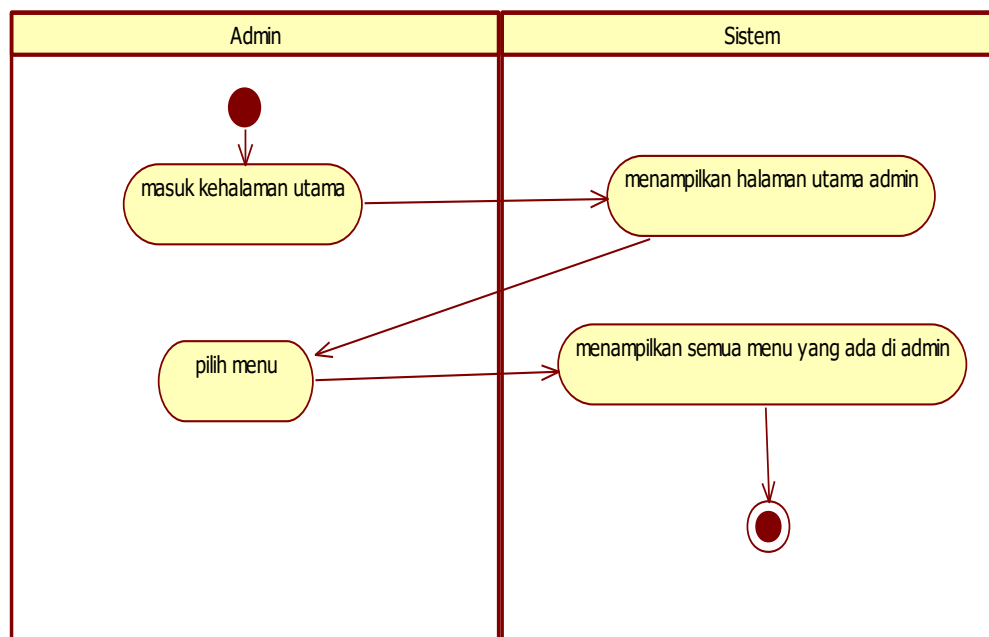 Admin
Sistem
masuk kehalaman utama
menampilkan halaman utama admin
pilih menu
menampilkan semua menu yang ada di admin